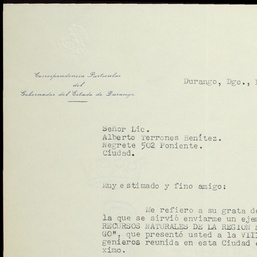 Correspondencia Particular
del
Gobernador del Estado de Durango
Durango, Dgo.,
Señor Lic.
Alberto Terrones Benítez.
Negrete 502 Poniente.
Ciudad.
Muy estimado y fino amigo:
Me refiero a su grata de
la que se sirvió enviarme un eje
RECURSOS NATURALES DE LA REGION
GO", que presentó usted a la VIII
genieros reunida en esta Ciudad
ximo.